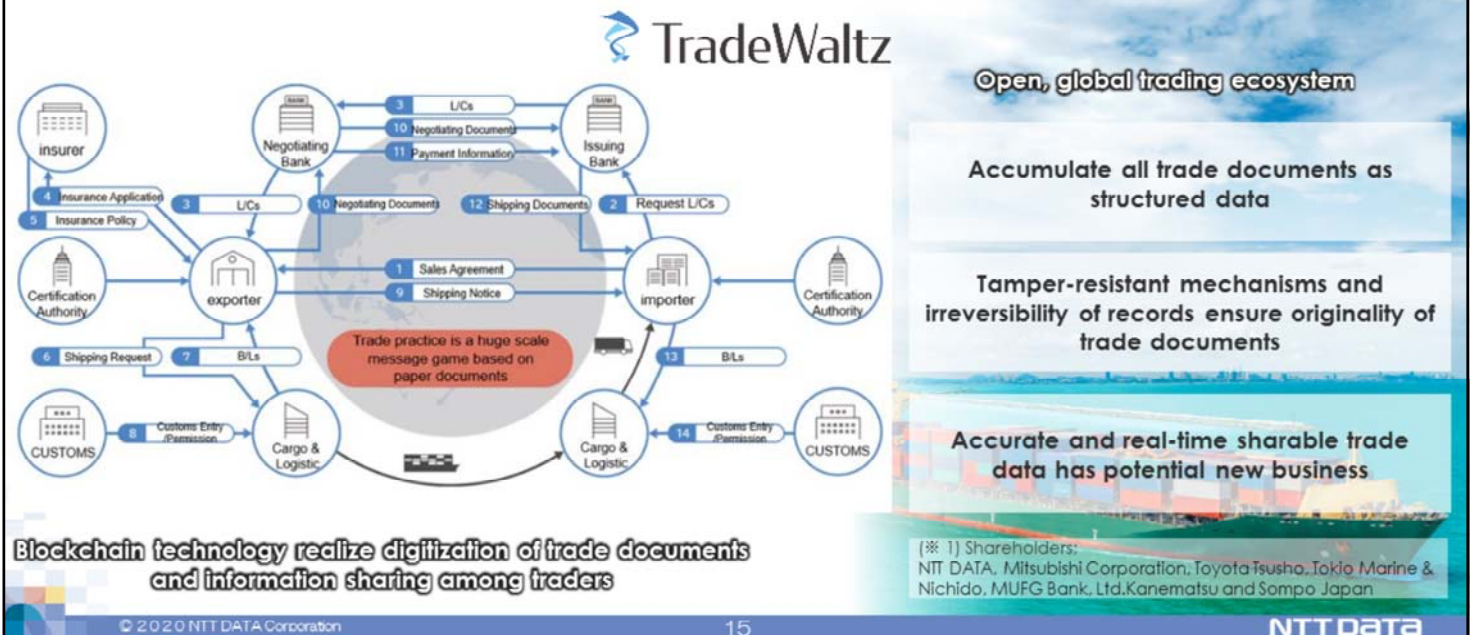 TradeWaltz
Open, global trading ecosystem
insurer
BANK
Negotiating
Bank
BANK
Issuing
Bank
3 L/Cs
10 Negotiating Documents
11 Payment Information
4 Insurance Application
5 Insurance Policy
3 L/Cs
10 Negotiating Documents
12 Shipping Documents
2 Request L/Cs
Certification
Authority
exporter
1 Sales Agreement
9 Shipping Notice
importer
Certification
Authority
Trade practice is a huge scale
message game based on
paper documents
6 Shipping Request
7 B/Ls
13 B/Ls
CUSTOMS
8 Customs Entry
/Permission
Cargo &
Logistic
Cargo &
Logistic
14 Customs Entry
/Permission
CUSTOMS
Accumulate all trade documents as
structured data
Tamper-resistant mechanisms and
irreversibility of records ensure originality of
trade documents
Accurate and real-time sharable trade
data has potential new business
Blockchain technology realize digitization of trade documents
and information sharing among traders
(※ 1) Shareholders:
NTT DATA, Mitsubishi Corporation, Toyota Tsusho, Tokio Marine &
Nichido, MUFG Bank, Ltd.Kanematsu and Sompo Japan
© 2020 NTT DATA Corporation
15
NTT DATA